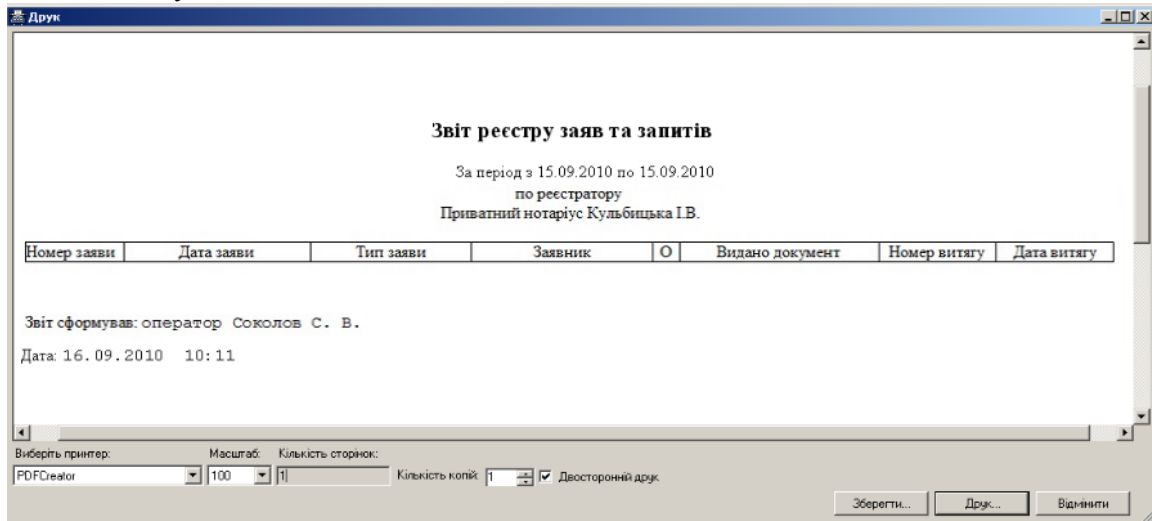 Друк
Звіт реєстру заяв та запитів
За період з 15.09.2010 по 15.09.2010
по реєстратору
Приватний нотаріус Кульбицька І.В.
Номер заяви Дата заяви Тип заяви Заявник О Видано документ Номер витягу Дата витягу
Звіт сформував: оператор Соколов С. В.
Дата: 16.09.2010 10:11
Виберіть принтер: Масштаб: Кількість сторінок:
PDFCreator 100 1 Кількість копій: 1 Двосторонній друк
Зберегти... Друк... Відмінити